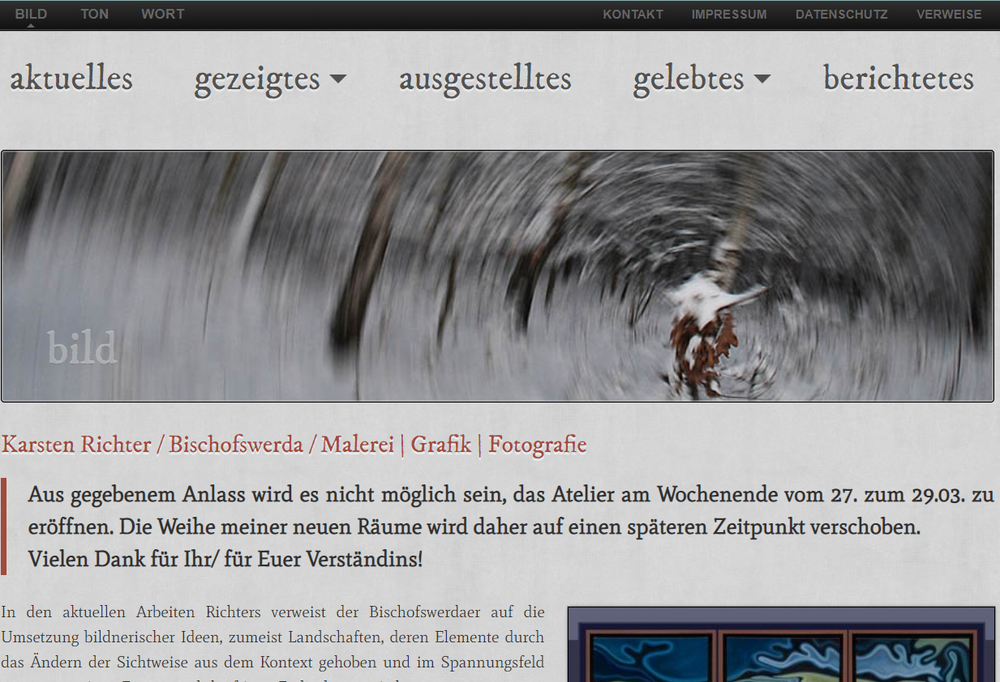 BILD TON WORT KONTAKT IMPRESSUM DATENSCHUTZ VERWEISE
aktuelles gezeigtes ausgestelltes gelebtes berichtetes
bild
Karsten Richter / Bischofswerda / Malerei | Grafik | Fotografie
Aus gegebenem Anlass wird es nicht möglich sein, das Atelier am Wochenende vom 27. zum 29.03. zu
eröffnen. Die Weihe meiner neuen Räume wird daher auf einen späteren Zeitpunkt verschoben.
Vielen Dank für Ihr/ für Euer Verständins!
In den aktuellen Arbeiten Richters verweist der Bischofswerdaer auf die
Umsetzung bildnerischer Ideen, zumeist Landschaften, deren Elemente durch
das Ändern der Sichtweise aus dem Kontext gehoben und im Spannungsfeld